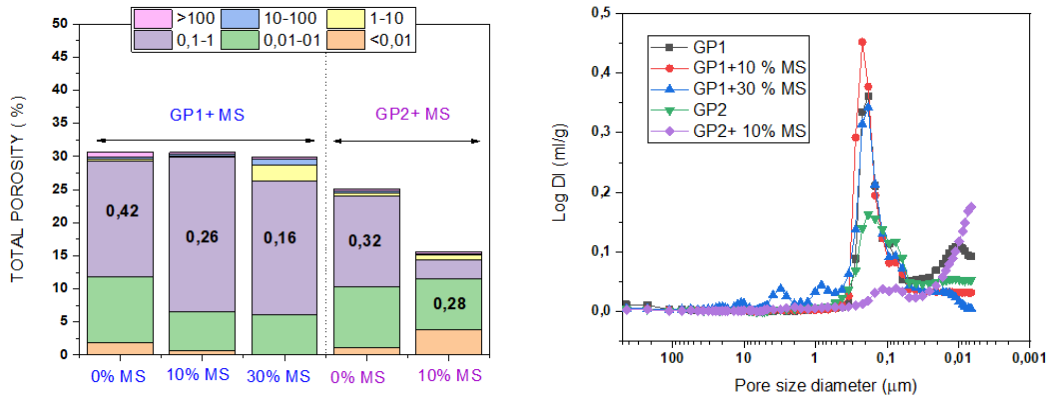 >100 10-100 1-10
0,1-1 0,01-01 <0,01
TOTAL POROSITY ( % )
50
45
40
35
30
25
20
15
10
5
0
GP1+ MS
GP2+ MS
0,42
0,26
0,16
0,32
0,28
0% MS 10% MS 30% MS 0% MS 10% MS
Log DI (ml/g)
0,5
0,4
0,3
0,2
0,1
0,0
GP1
GP1+10 % MS
GP1+30 % MS
GP2
GP2+ 10% MS
100 10 1 0,1 0,01 0,001
Pore size diameter (μm)